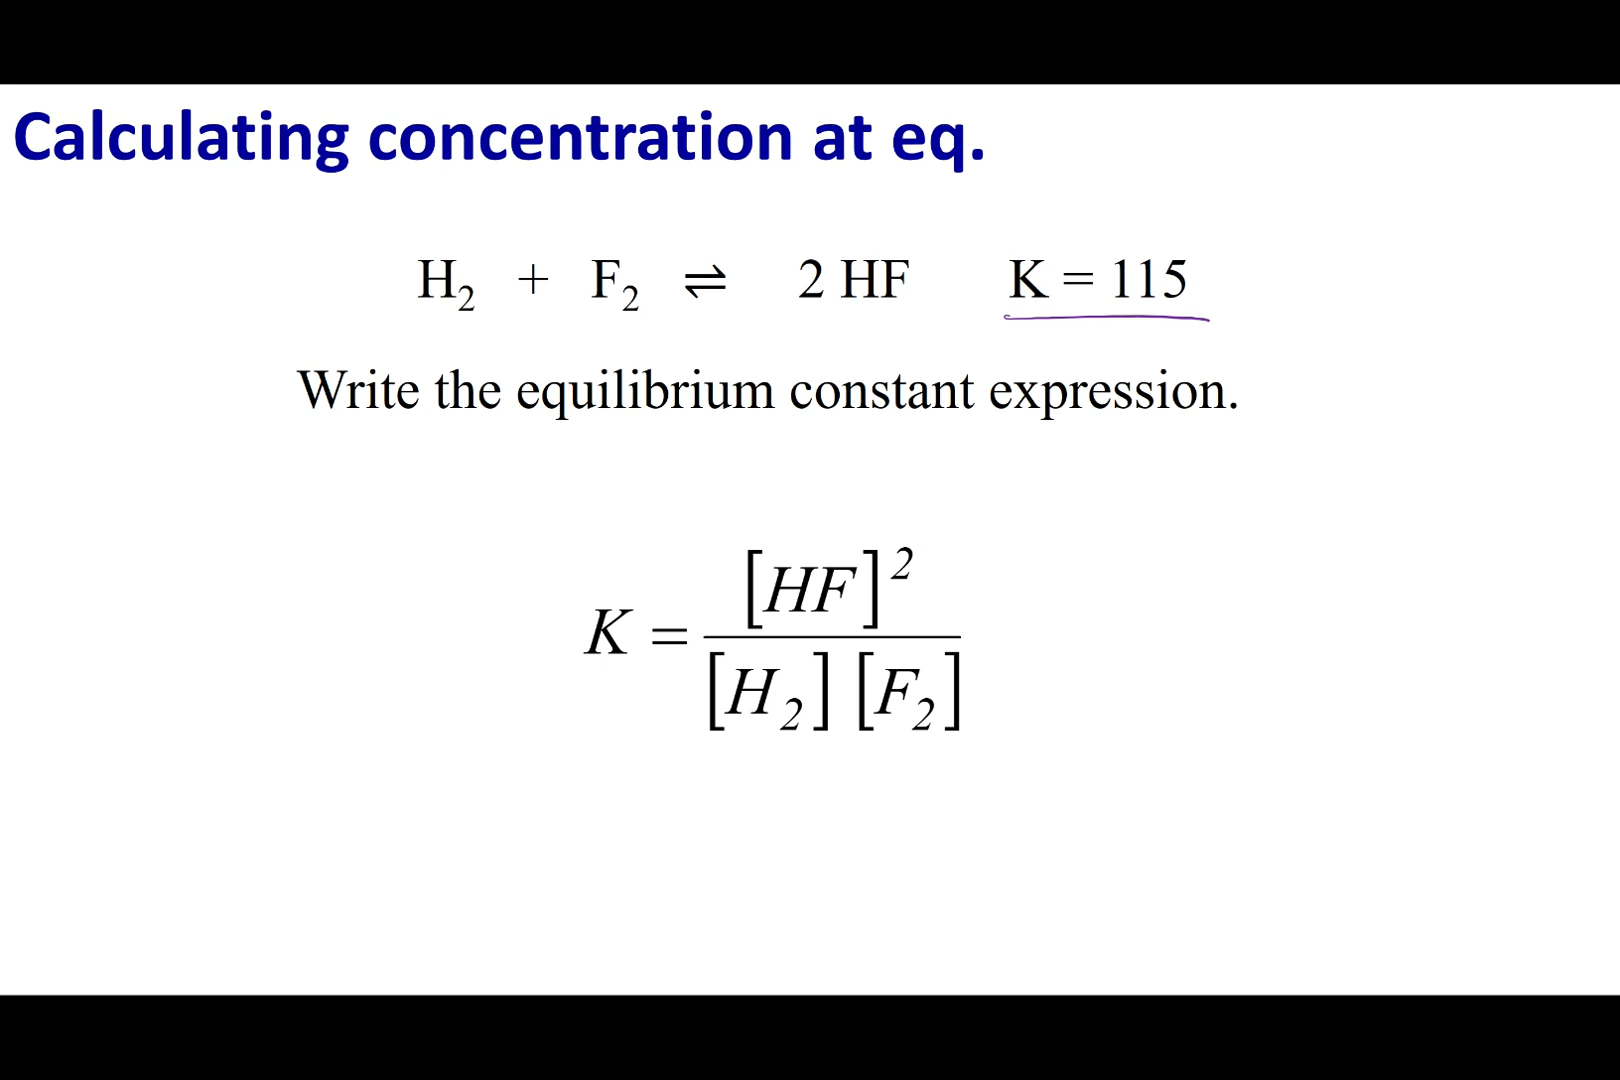 Calculating concentration at eq.
H₂ + F₂ ⇌ 2 HF K = 115
Write the equilibrium constant expression.
K = [HF]² / [H₂] [F₂]